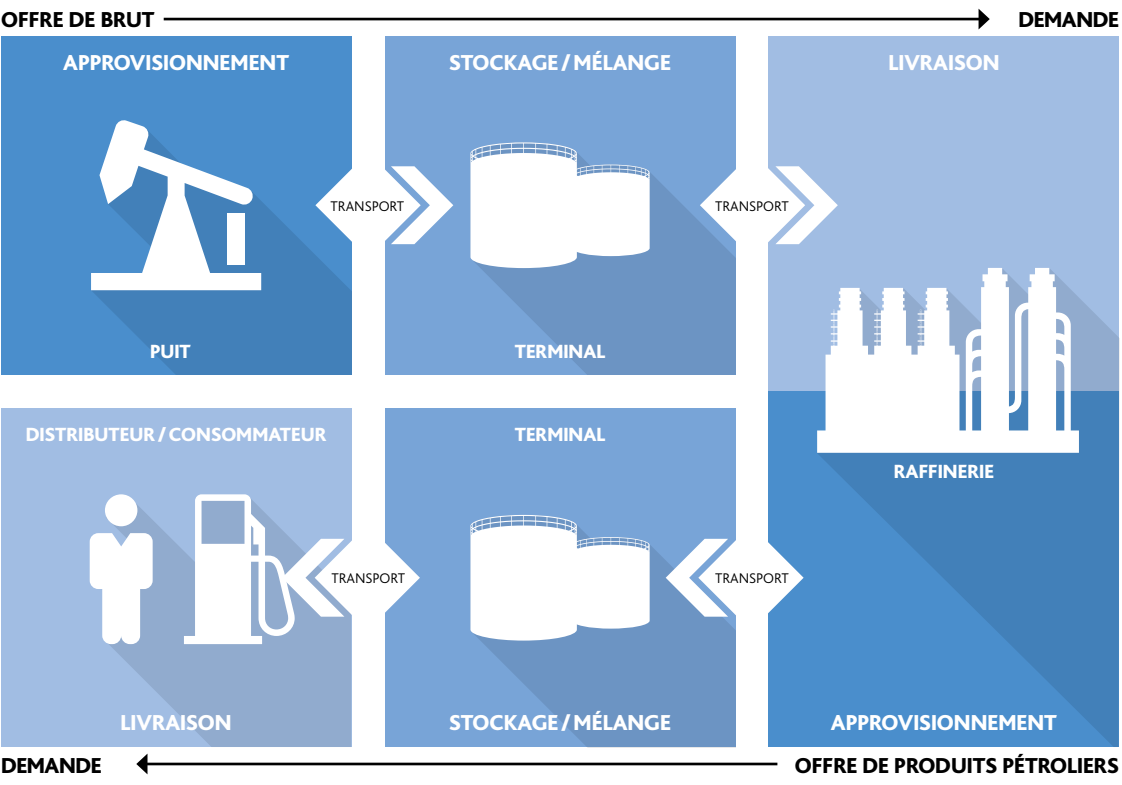 OFFRE DE BRUT
DEMANDE
APPROVISIONNEMENT
STOCKAGE / MÉLANGE
LIVRAISON
TRANSPORT
TRANSPORT
PUIT
TERMINAL
DISTRIBUTEUR / CONSOMMATEUR
TERMINAL
RAFFINERIE
TRANSPORT
TRANSPORT
LIVRAISON
STOCKAGE / MÉLANGE
APPROVISIONNEMENT
DEMANDE
OFFRE DE PRODUITS PÉTROLIERS